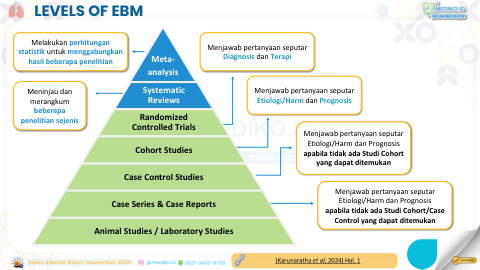 LEVELS OF EBM
MEDIKO.ID
Melakukan perhitungan
statistik untuk menggabungkan
hasil beberapa penelitian
Meninjau dan
merangkum
beberapa
penelitian sejenis
Meta-
analysis
Systematic
Reviews
Randomized
Controlled Trials
Cohort Studies
Case Control Studies
Case Series & Case Reports
Animal Studies / Laboratory Studies
Menjawab pertanyaan seputar
Diagnosis dan Terapi
Menjawab pertanyaan seputar
Etiologi/Harm dan Prognosis
Menjawab pertanyaan seputar
Etiologi/Harm dan Prognosis
apabila tidak ada Studi Cohort
yang dapat ditemukan
Menjawab pertanyaan seputar
Etiologi/Harm dan Prognosis
apabila tidak ada Studi Cohort/Case
Control yang dapat ditemukan
(Karunaratha et al, 2024) Hal. 1